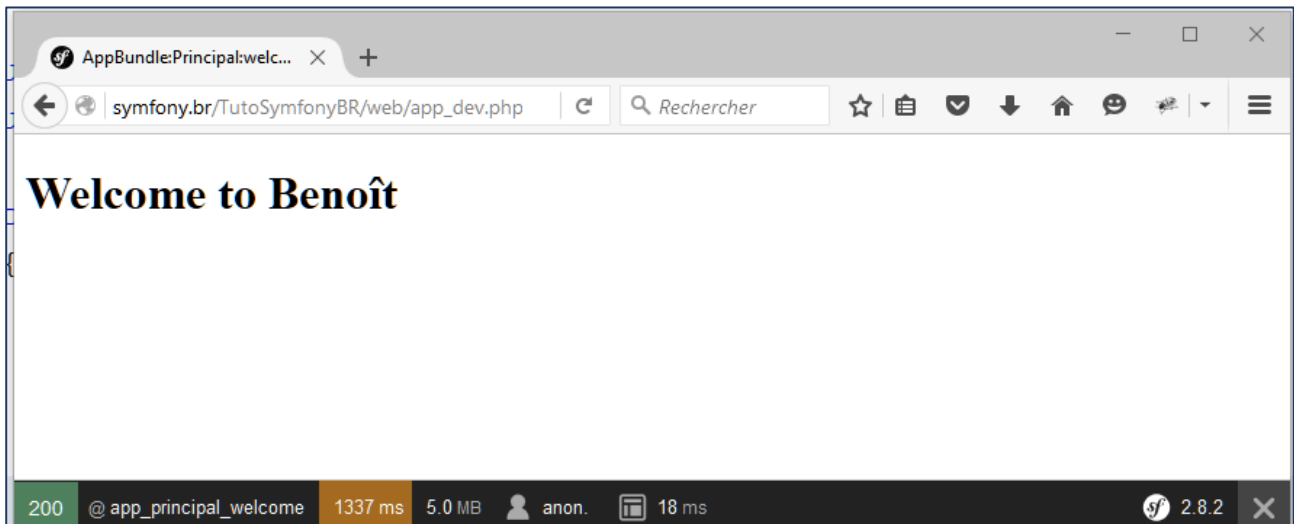 AppBundle:Principal:welc...
symfony.br/TutoSymfonyBR/web/app_dev.php Rechercher
Welcome to Benoît
200 @ app_principal_welcome 1337 ms 5.0 MB anon. 18 ms sf 2.8.2